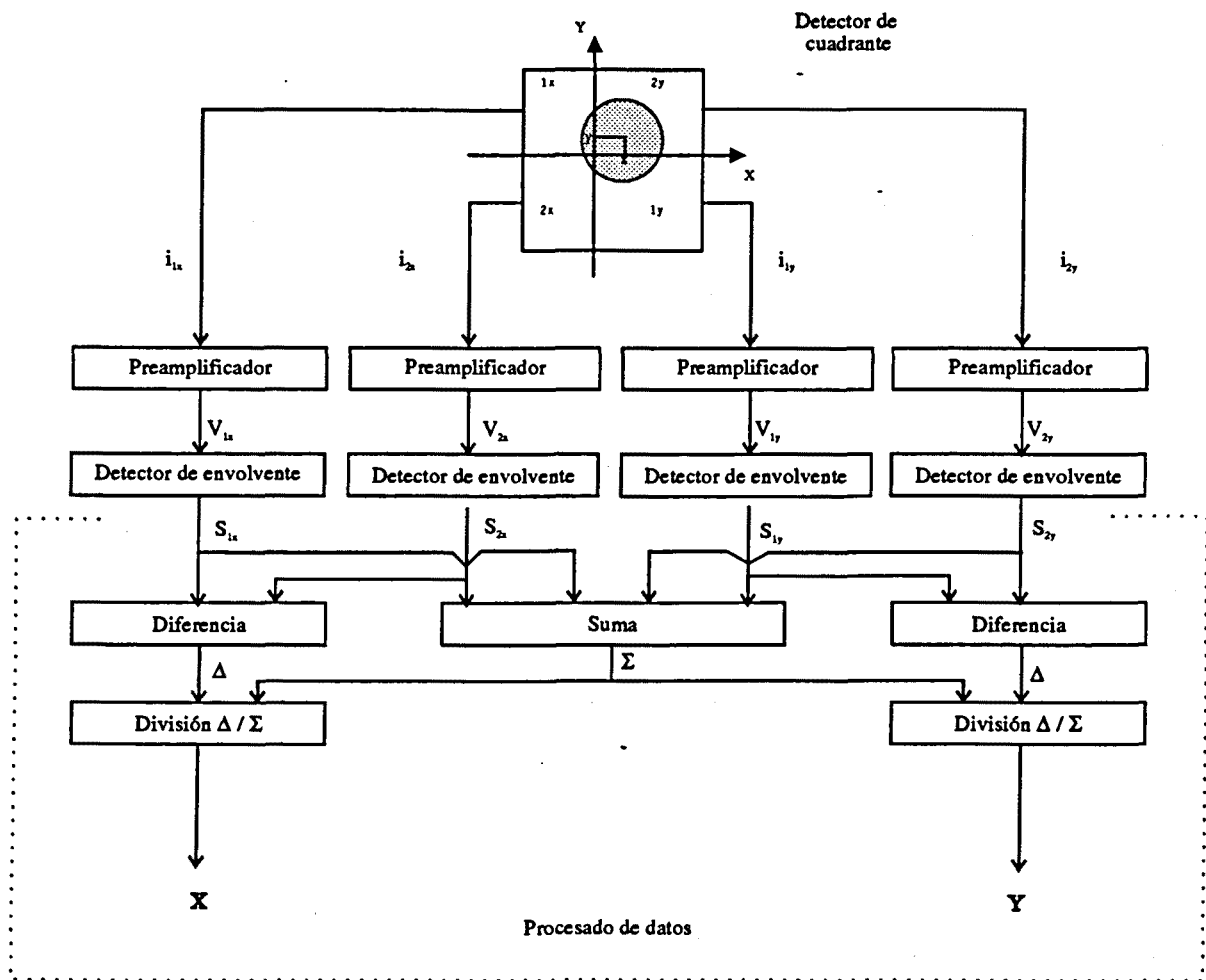 Detector de
cuadrante
Y
1x 2y
y
x
2x 1y
i₁ₓ i₂ₓ i₁y i₂y
Preamplificador Preamplificador Preamplificador Preamplificador
V₁ₓ V₂ₓ V₁y V₂y
Detector de envolvente Detector de envolvente Detector de envolvente Detector de envolvente
S₁ₓ S₂ₓ S₁y S₂y
Diferencia Suma Diferencia
Δ Σ Δ
División Δ / Σ División Δ / Σ
X Y
Procesado de datos